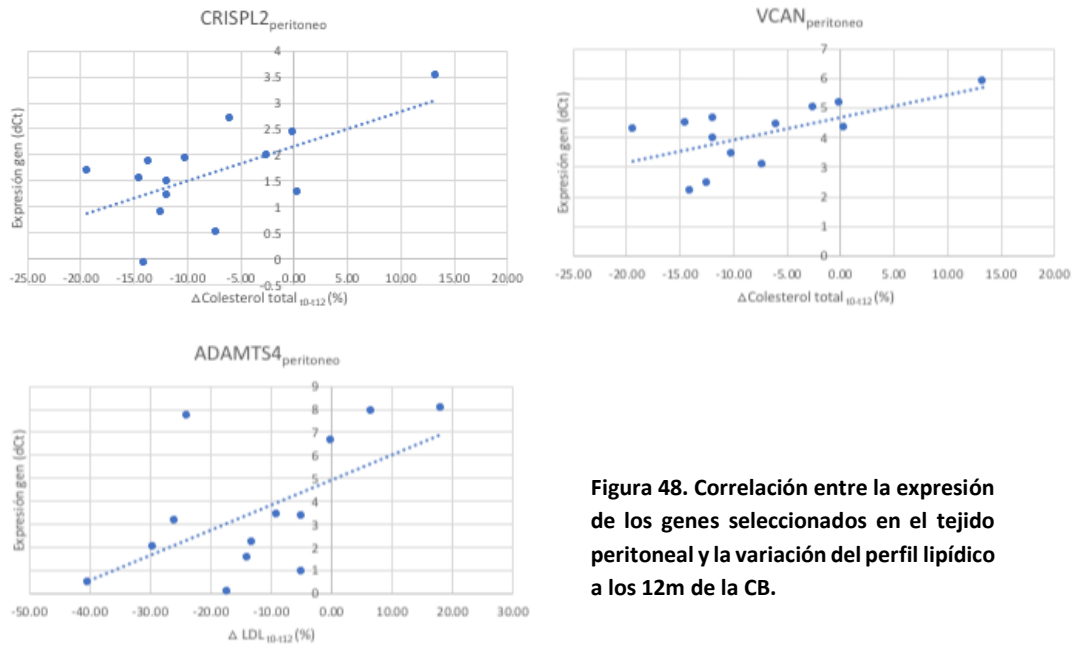 CRISPL2peritoneo
Expresión gen (dCt)
4
3.5
3
2.5
2
1.5
1
0.5
0
-0.5
-25.00 -20.00 -15.00 -10.00 -5.00 0.00 5.00 10.00 15.00 20.00
△Colesterol total t0-t12 (%)
VCANperitoneo
Expresión gen (dCt)
7
6
5
4
3
2
1
0
-25.00 -20.00 -15.00 -10.00 -5.00 0.00 5.00 10.00 15.00 20.00
△Colesterol total t0-t12 (%)
ADAMTS4peritoneo
Expresión gen (dCt)
9
8
7
6
5
4
3
2
1
0
-50.00 -40.00 -30.00 -20.00 -10.00 0.00 10.00 20.00 30.00
△ LDL t0-t12 (%)
Figura 48. Correlación entre la expresión
de los genes seleccionados en el tejido
peritoneal y la variación del perfil lipídico
a los 12m de la CB.